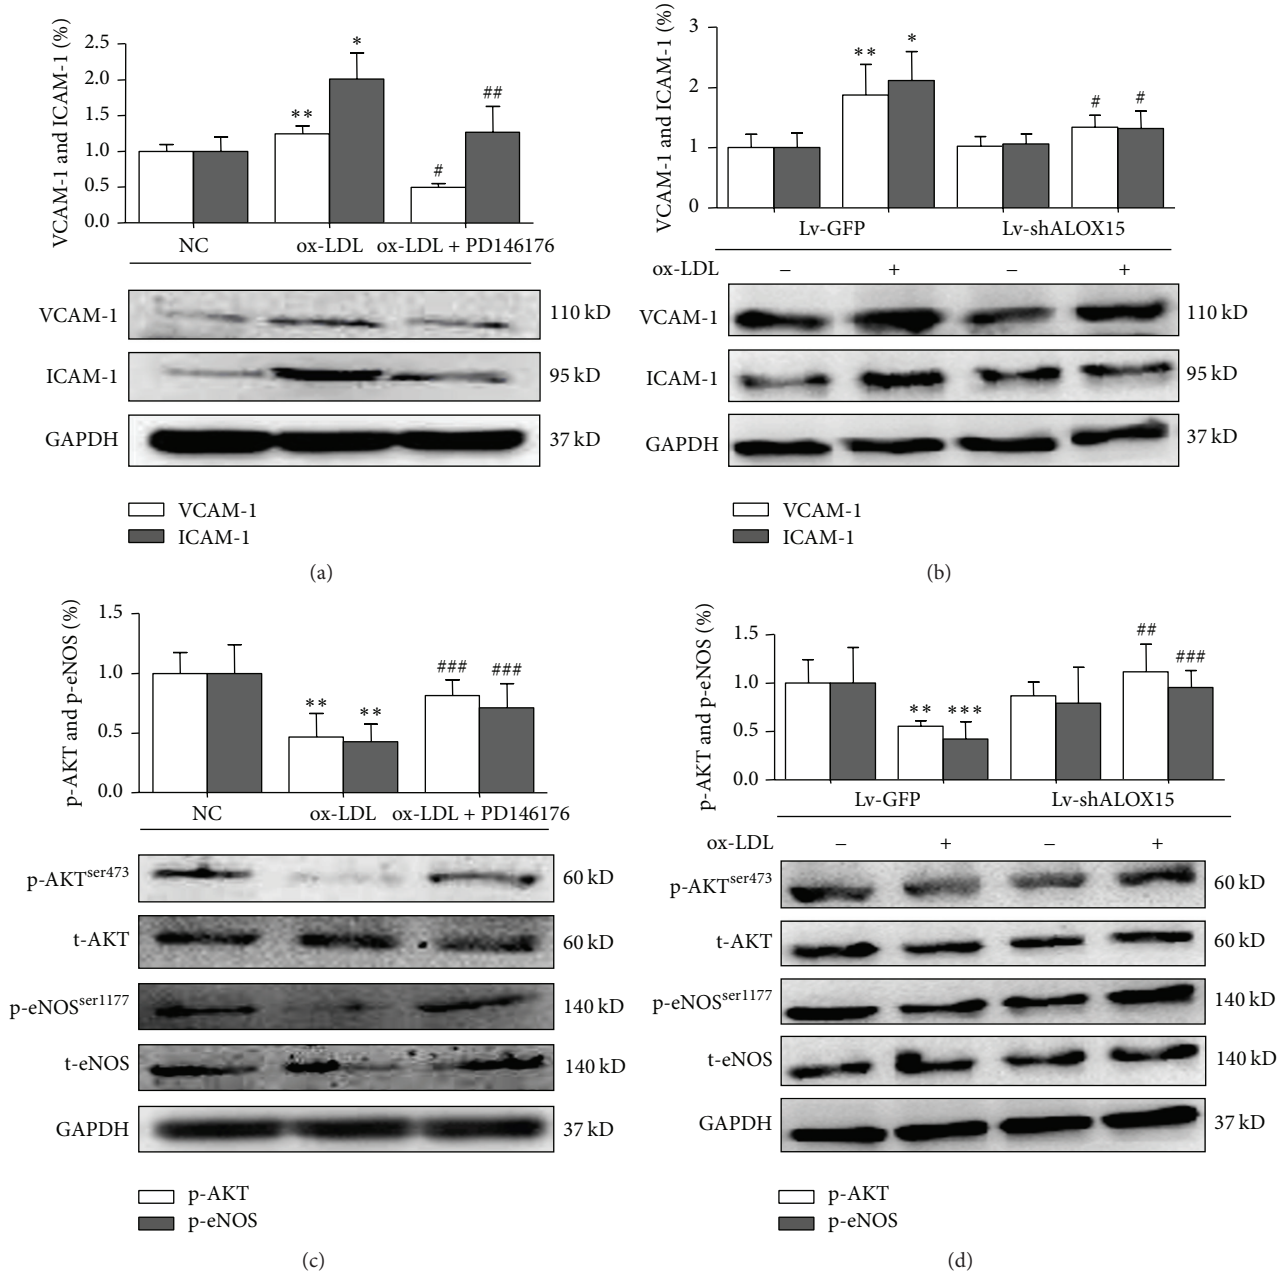 VCAM-1 and ICAM-1 (%)
2.5
2.0
1.5
1.0
0.5
0.0
**
*
#
##
NC
ox-LDL
ox-LDL + PD146176
VCAM-1
110 kD
ICAM-1
95 kD
GAPDH
37 kD
VCAM-1
ICAM-1
(a)
VCAM-1 and ICAM-1 (%)
3
2
1
0
**
*
#
#
Lv-GFP
Lv-shALOX15
ox-LDL – + – +
VCAM-1
110 kD
ICAM-1
95 kD
GAPDH
37 kD
VCAM-1
ICAM-1
(b)
p-AKT and p-eNOS (%)
1.5
1.0
0.5
0.0
**
**
###
###
NC
ox-LDL
ox-LDL + PD146176
p-AKTser473
60 kD
t-AKT
60 kD
p-eNOSser1177
140 kD
t-eNOS
140 kD
GAPDH
37 kD
p-AKT
p-eNOS
(c)
p-AKT and p-eNOS (%)
1.5
1.0
0.5
0.0
**
***
##
###
Lv-GFP
Lv-shALOX15
ox-LDL – + – +
p-AKTser473
60 kD
t-AKT
60 kD
p-eNOSser1177
140 kD
t-eNOS
140 kD
GAPDH
37 kD
p-AKT
p-eNOS
(d)